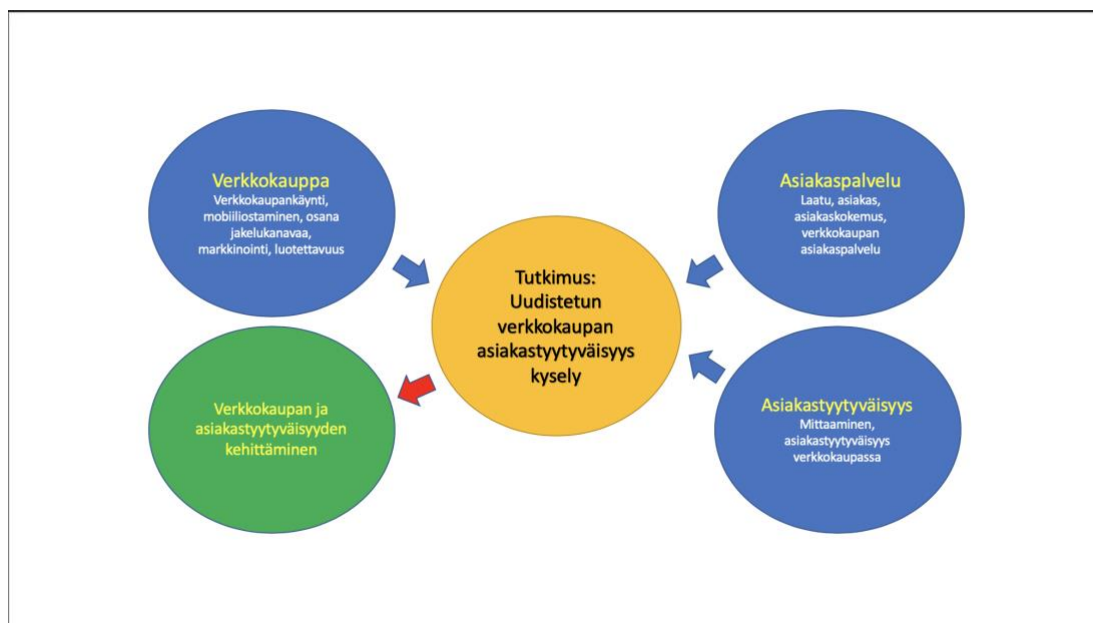 Verkkokauppa
Verkkokaupankäynti,
mobiiliostaminen, osana
jakelukanavaa,
markkinointi, luotettavuus
Asiakaspalvelu
Laatu, asiakas,
asiakaskokemus,
verkkokaupan
asiakaspalvelu
Tutkimus:
Uudistetun
verkkokaupan
asiakastyytyväisyys
kysely
Verkkokaupan ja
asiakastyytyväisyyden
kehittäminen
Asiakastyytyväisyys
Mittaaminen,
asiakastyytyväisyys
verkkokaupassa